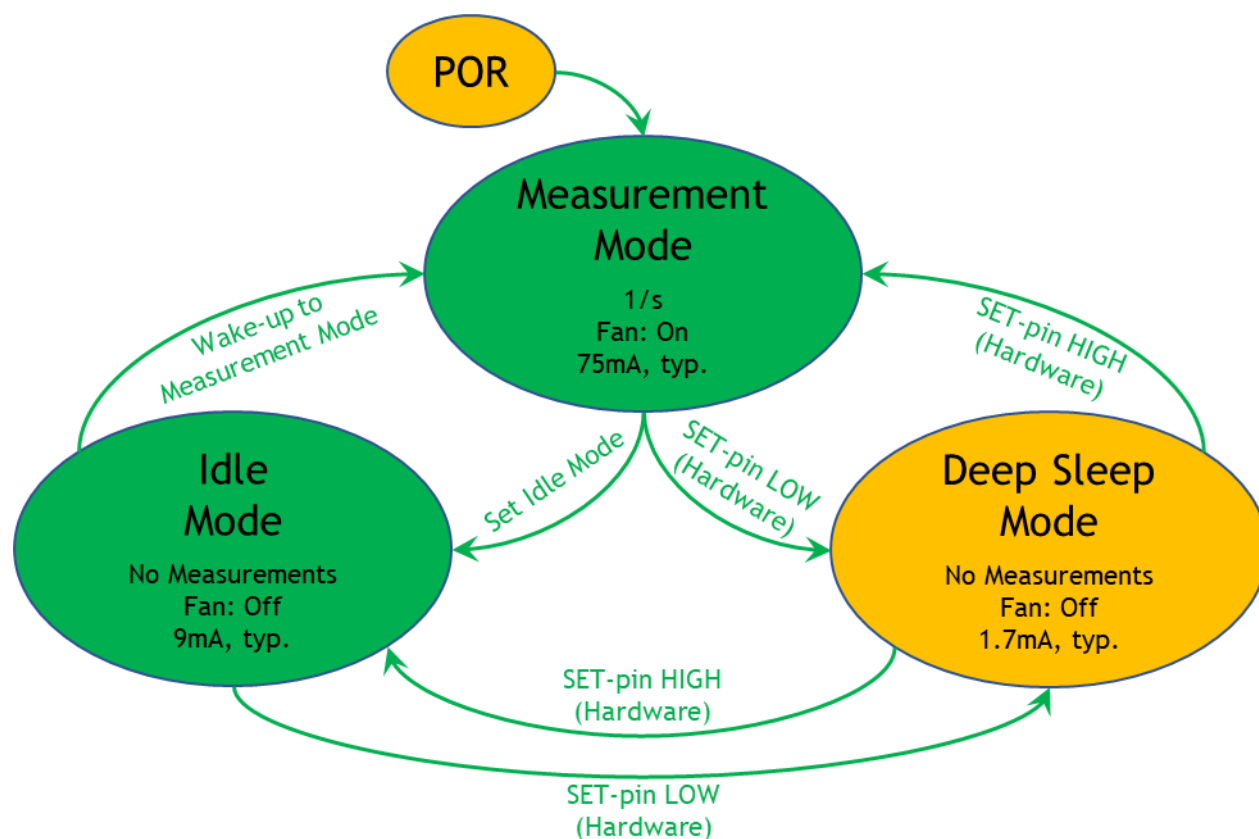 POR
Measurement
Mode
1/s
Fan: On
75mA, typ.
Wake-up to
Measurement Mode
SET-pin HIGH
(Hardware)
Set Idle Mode
SET-pin LOW
(Hardware)
Idle
Mode
No Measurements
Fan: Off
9mA, typ.
Deep Sleep
Mode
No Measurements
Fan: Off
1.7mA, typ.
SET-pin HIGH
(Hardware)
SET-pin LOW
(Hardware)